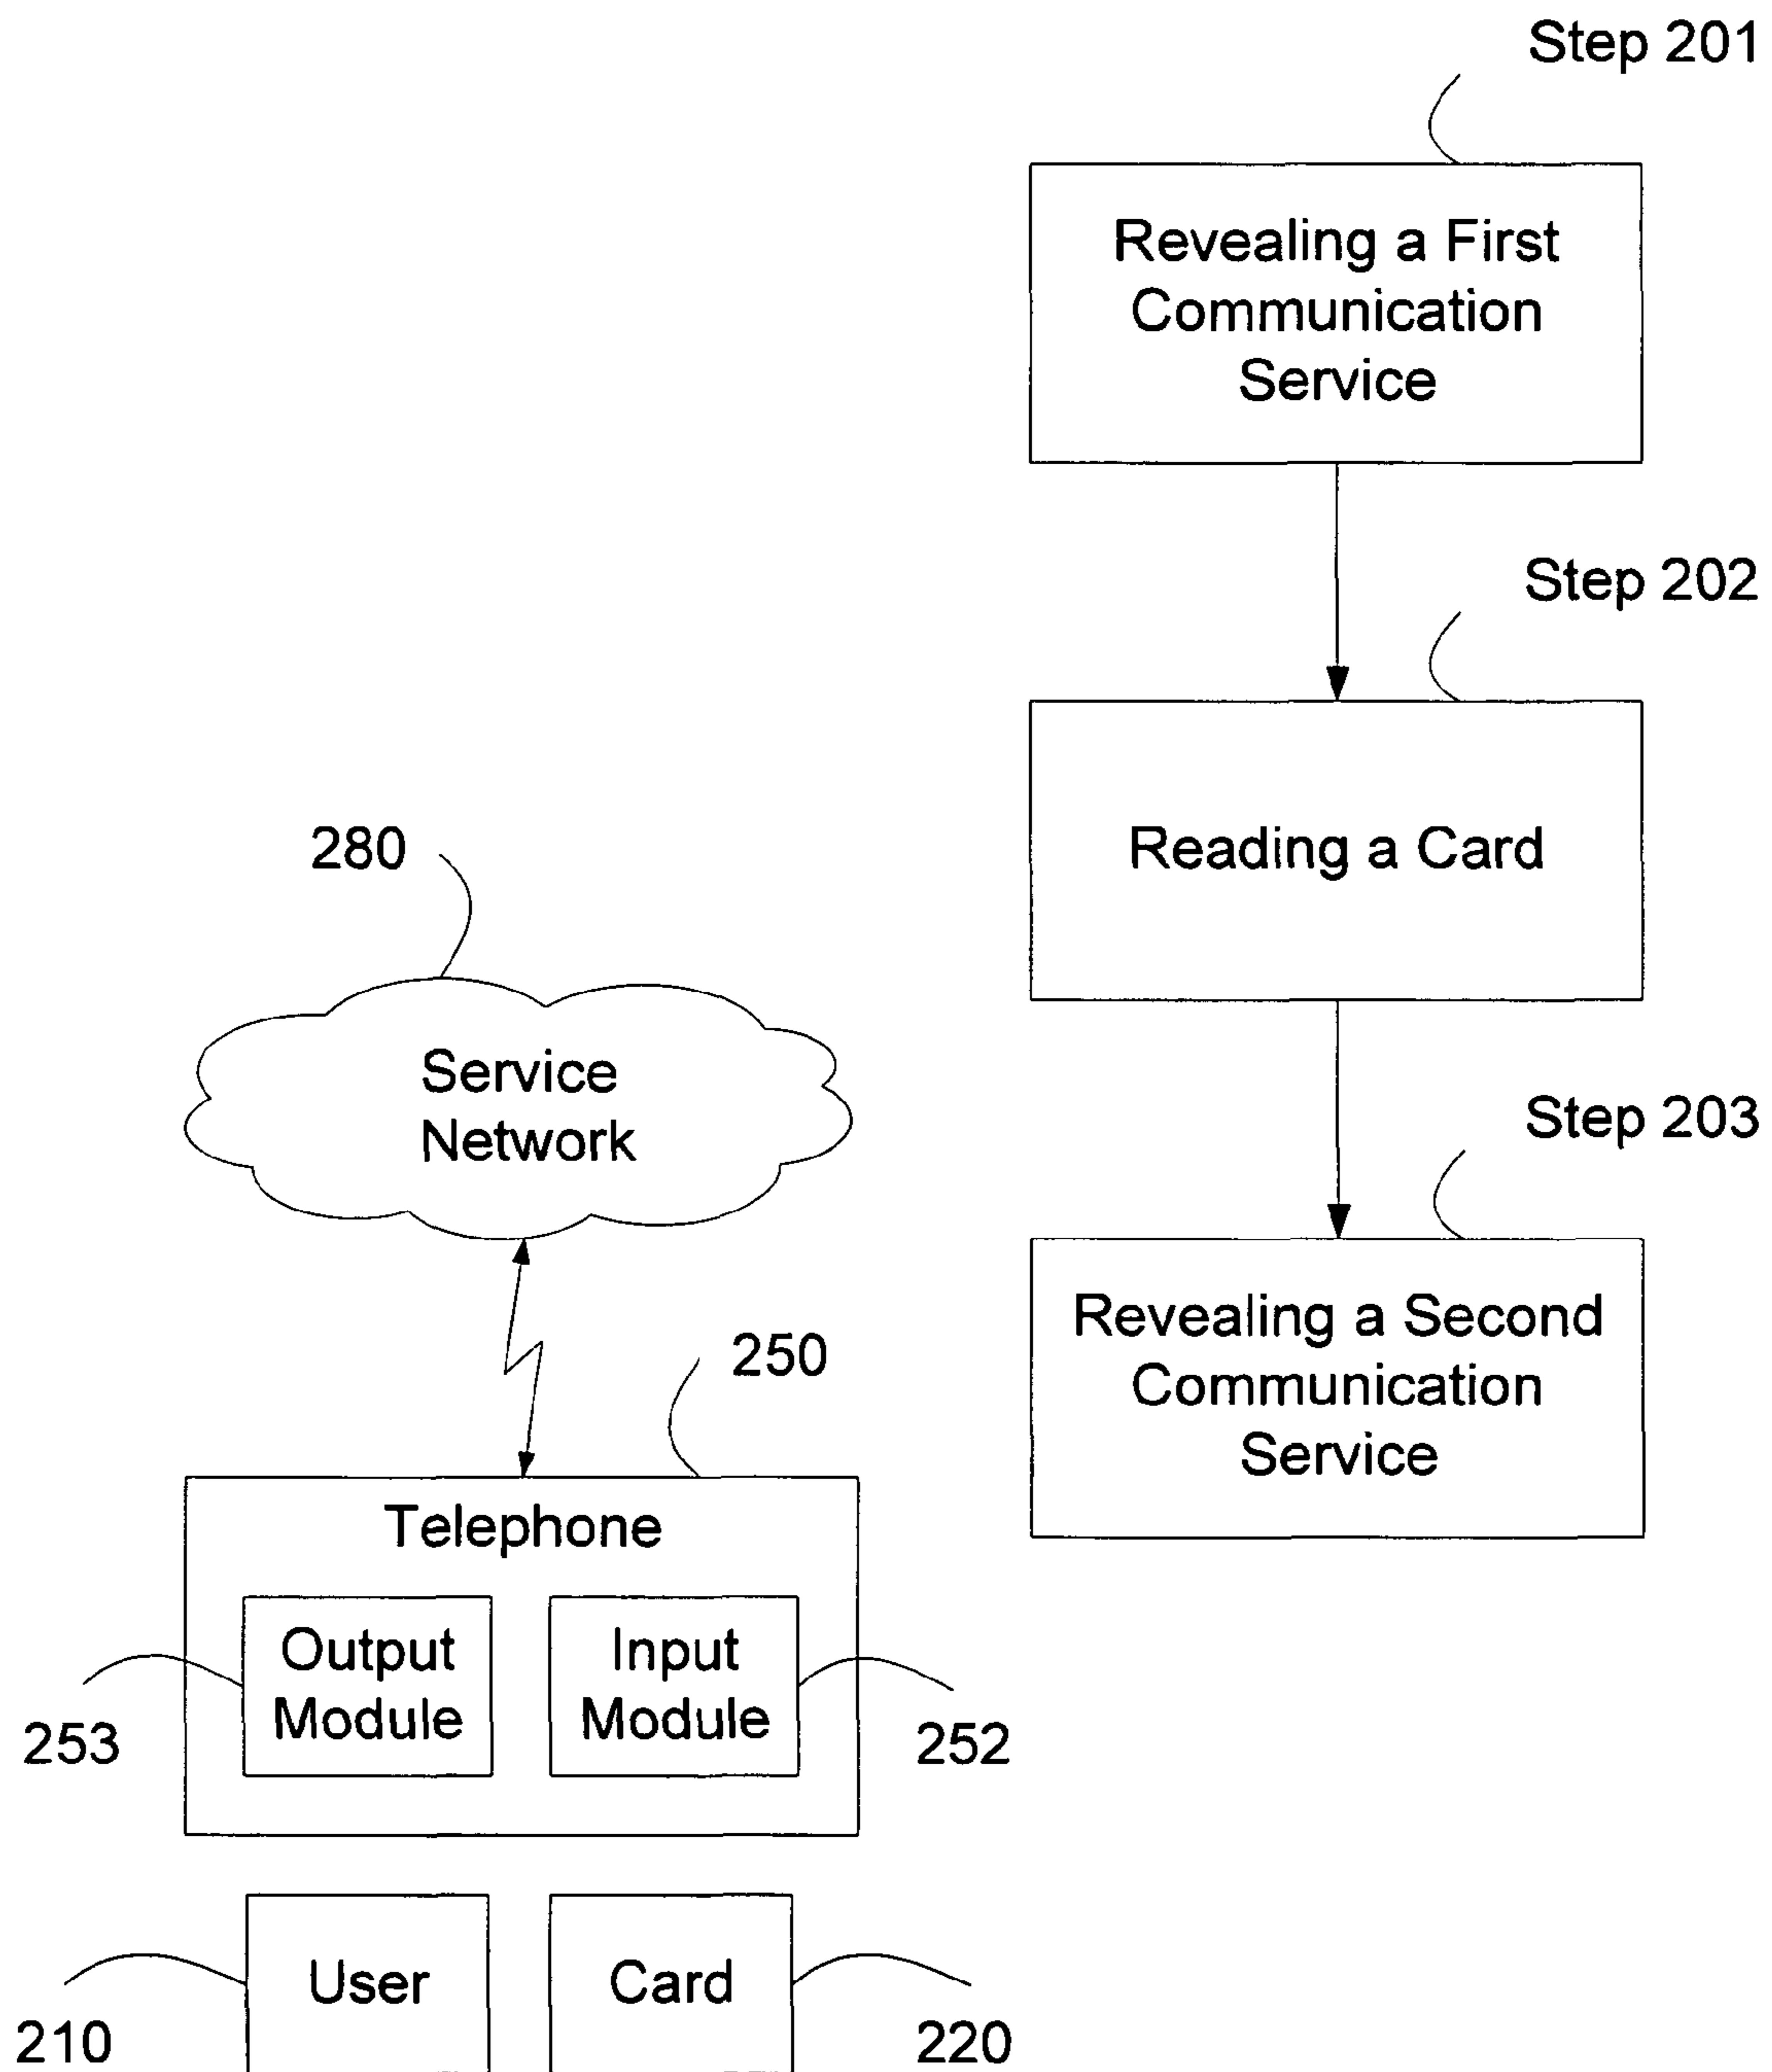 Step 201
Revealing a First
Communication
Service
Step 202
Reading a Card
280
Service
Network
Step 203
Revealing a Second
Communication
Service
250
Telephone
Output
Module
Input
Module
253
252
User
Card
210
220